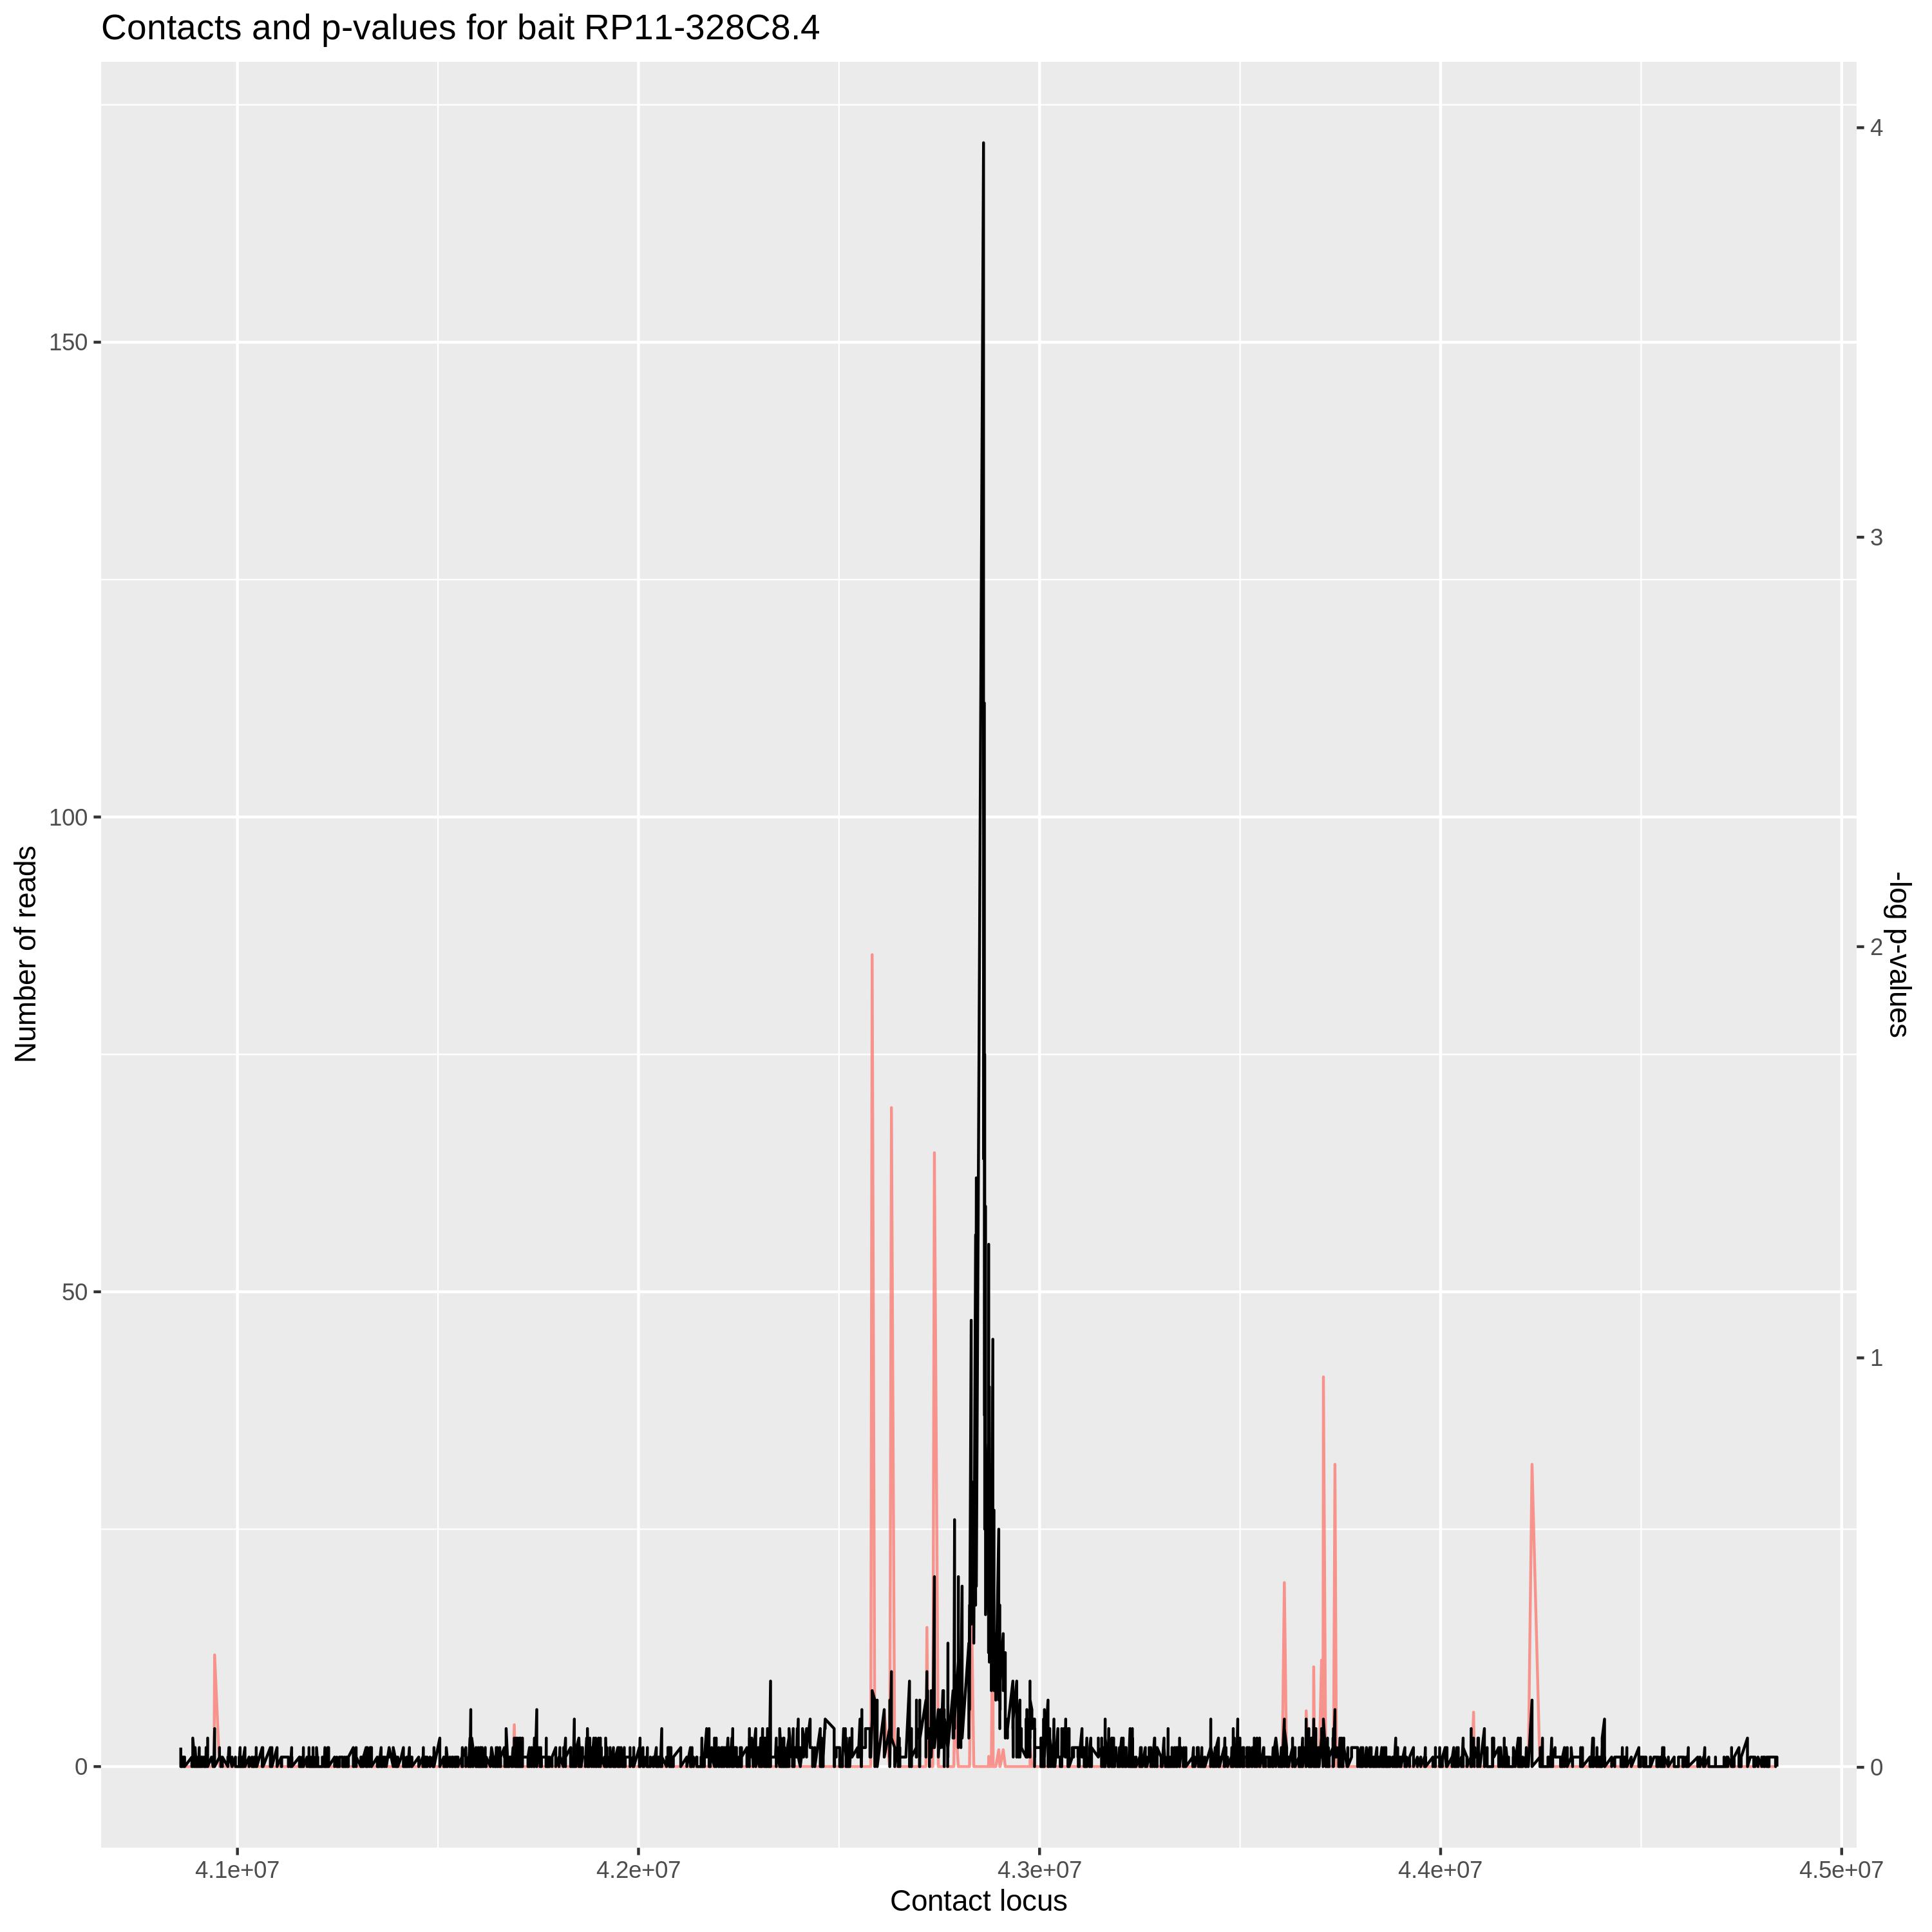 Contacts and p-values for bait RP11-328C8.4
150
100
50
0
Number of reads
4
3
2
1
0
-log p-values
4.1e+07
4.2e+07
4.3e+07
4.4e+07
4.5e+07
Contact locus